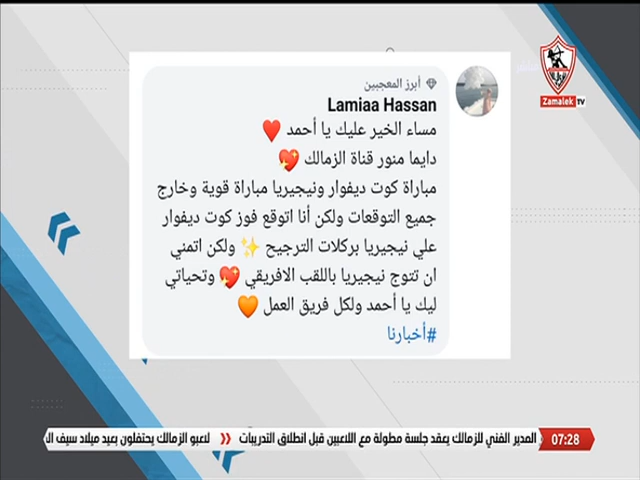 Zamalek TV
أبرز المعجبين
Lamiaa Hassan
مساء الخير عليك يا أحمد ❤️
دايما منور قناة الزمالك 💖
مباراة كوت ديفوار ونيجيريا مباراة قوية وخارج
جميع التوقعات ولكن أنا اتوقع فوز كوت ديفوار
علي نيجيريا بركلات الترجيح ✨ ولكن اتمني
ان تتوج نيجيريا باللقب الافريقي 💖 وتحياتي
ليك يا أحمد ولكل فريق العمل 🧡
#أخبارنا
07:28 المدير الفني للزمالك يعقد جلسة مطولة مع اللاعبين قبل انطلاق التدريبات » لاعبو الزمالك يحتفلون بعيد ميلاد سيف